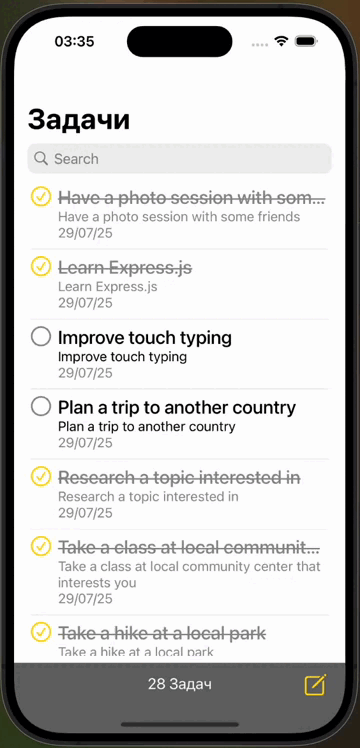 03:35
Задачи
Search
Have a photo session with som...
Have a photo session with some friends
29/07/25
Learn Express.js
Learn Express.js
29/07/25
Improve touch typing
Improve touch typing
29/07/25
Plan a trip to another country
Plan a trip to another country
29/07/25
Research a topic interested in
Research a topic interested in
29/07/25
Take a class at local communit...
Take a class at local community center that
interests you
29/07/25
Take a hike at a local park
Take a hike at a local park
28 Задач